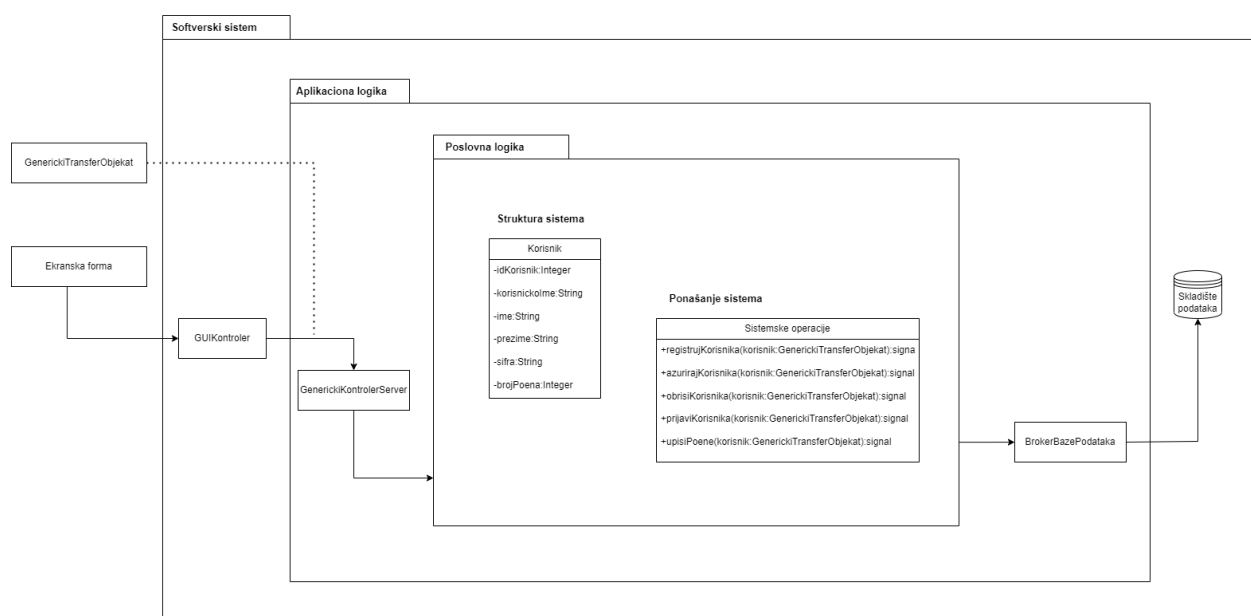 Softverski sistem
Aplikaciona logika
GenerickiTransferObjekat
Poslovna logika
Struktura sistema
Korisnik
-idKorisnik:Integer
-korisnickoIme:String
-ime:String
-prezime:String
-sifra:String
-brojPoena:Integer
Ekranska forma
GUIKontroler
GenerickiKontrolerServer
Ponašanje sistema
Sistemske operacije
+registrujKorisnika(korisnik:GenerickiTransferObjekat):signa
+azurirajKorisnika(korisnik:GenerickiTransferObjekat):signal
+obrisiKorisnika(korisnik:GenerickiTransferObjekat):signal
+prijaviKorisnika(korisnik:GenerickiTransferObjekat):signal
+upisiPoene(korisnik:GenerickiTransferObjekat):signal
BrokerBazePodataka
Skladište
podataka